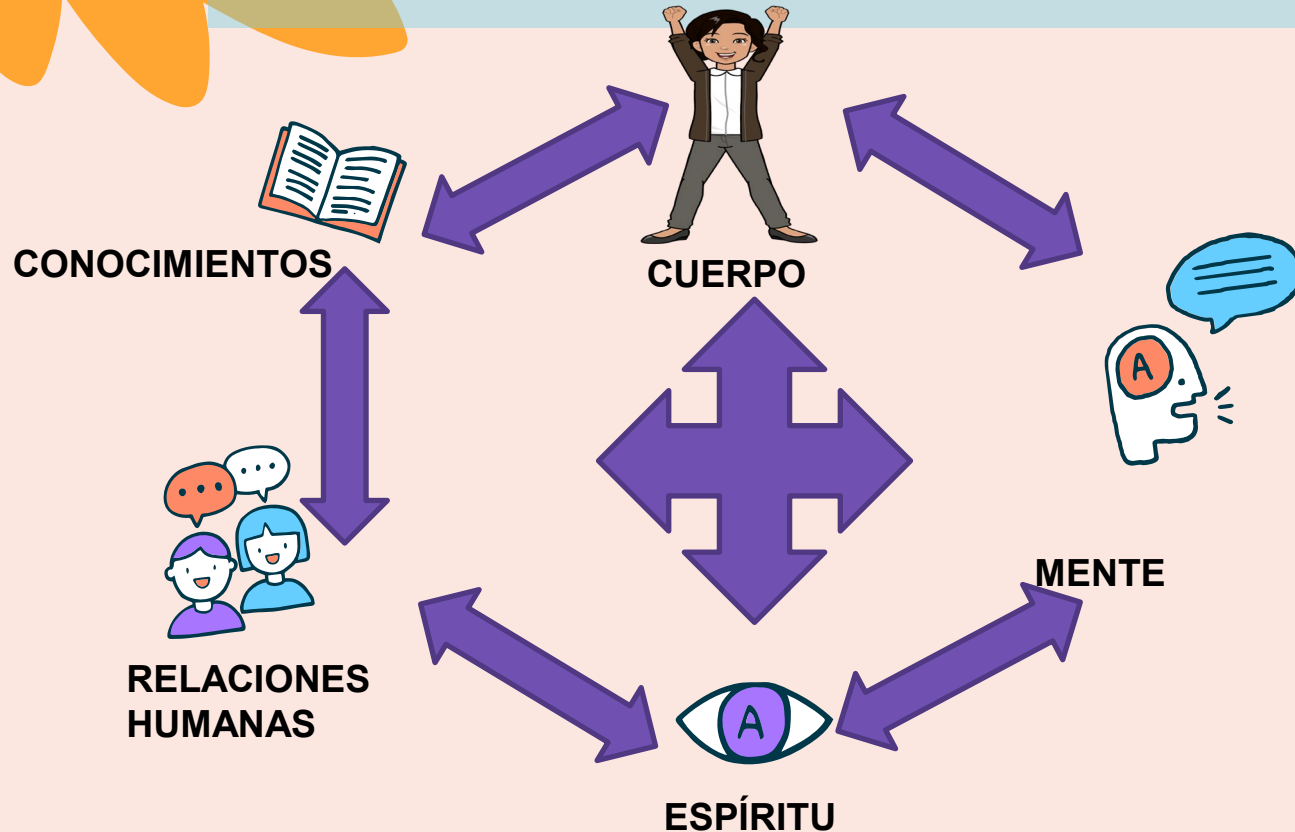 CONOCIMIENTOS
CUERPO
A
MENTE
RELACIONES
HUMANAS
A
ESPÍRITU